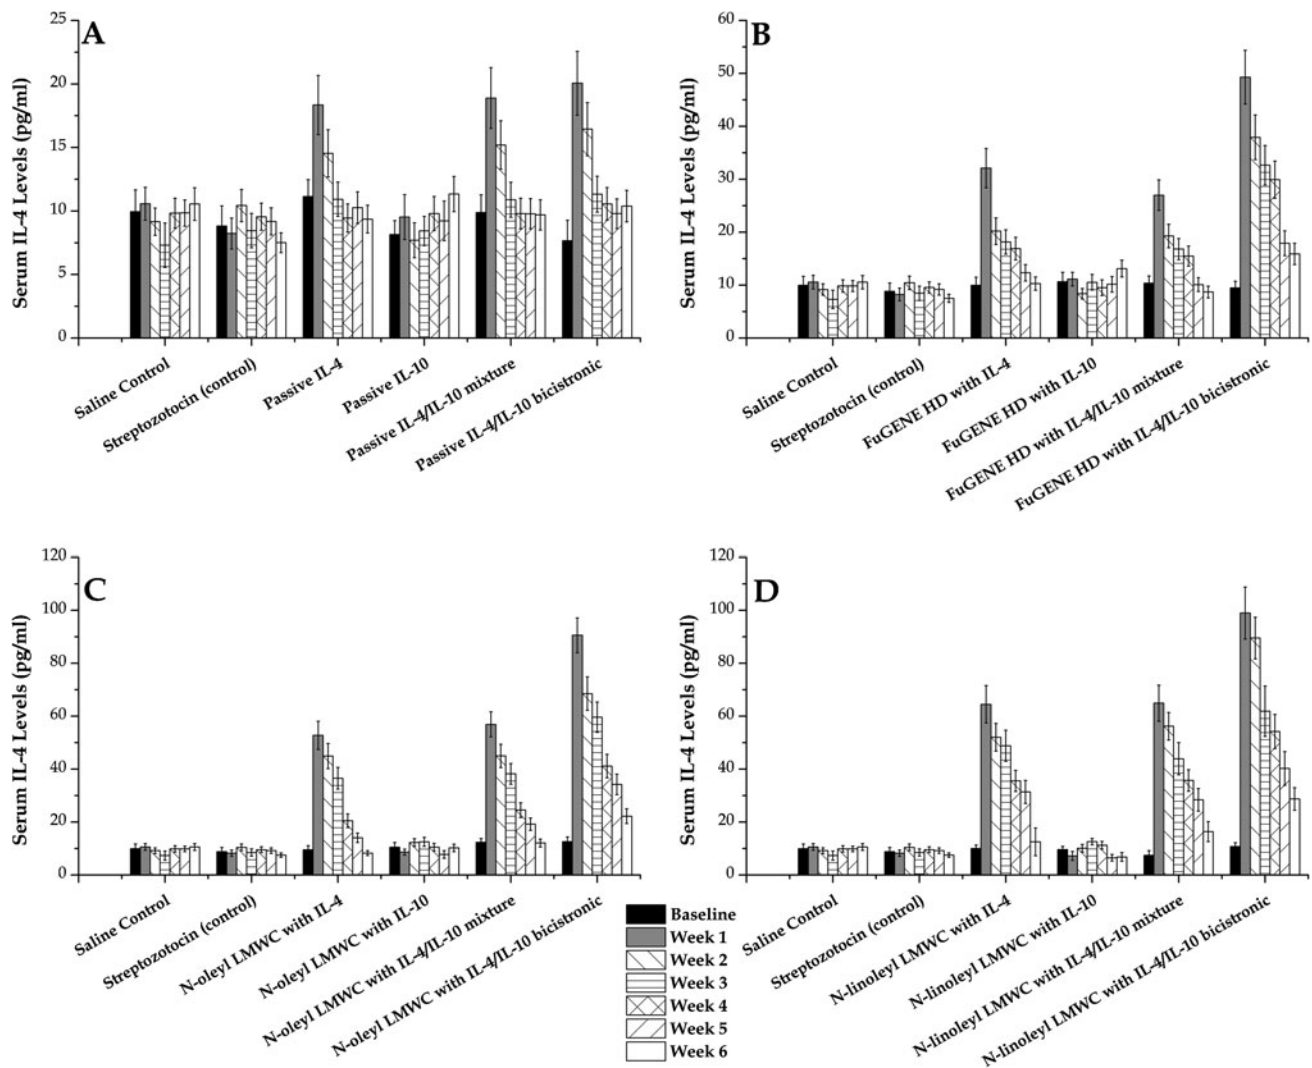 A
Serum IL-4 Levels (pg/ml)
25
20
15
10
5
0
Saline Control
Streptozotocin (control)
Passive IL-4
Passive IL-10
Passive IL-4/IL-10 mixture
Passive IL-4/IL-10 bicistronic
B
Serum IL-4 Levels (pg/ml)
60
50
40
30
20
10
0
Saline Control
Streptozotocin (control)
FuGENE HD with IL-4
FuGENE HD with IL-10
FuGENE HD with IL-4/IL-10 mixture
FuGENE HD with IL-4/IL-10 bicistronic
C
Serum IL-4 Levels (pg/ml)
120
100
80
60
40
20
0
Saline Control
Streptozotocin (control)
N-oleyl LMWC with IL-4
N-oleyl LMWC with IL-10
N-oleyl LMWC with IL-4/IL-10 mixture
N-oleyl LMWC with IL-4/IL-10 bicistronic
D
Serum IL-4 Levels (pg/ml)
120
100
80
60
40
20
0
Saline Control
Streptozotocin (control)
N-linoleyl LMWC with IL-4
N-linoleyl LMWC with IL-10
N-linoleyl LMWC with IL-4/IL-10 mixture
N-linoleyl LMWC with IL-4/IL-10 bicistronic
Baseline
Week 1
Week 2
Week 3
Week 4
Week 5
Week 6